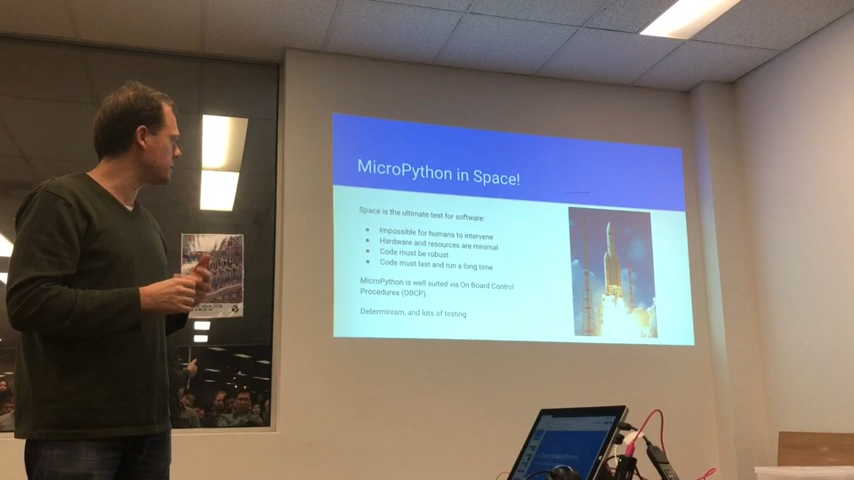 MicroPython in Space!
Space is the ultimate test for software:
● Impossible for humans to intervene
● Hardware and resources are minimal
● Code must be robust
● Code must last and run a long time
MicroPython is well suited via On Board Control
Procedures (OBCP)
Determinism, and lots of testing